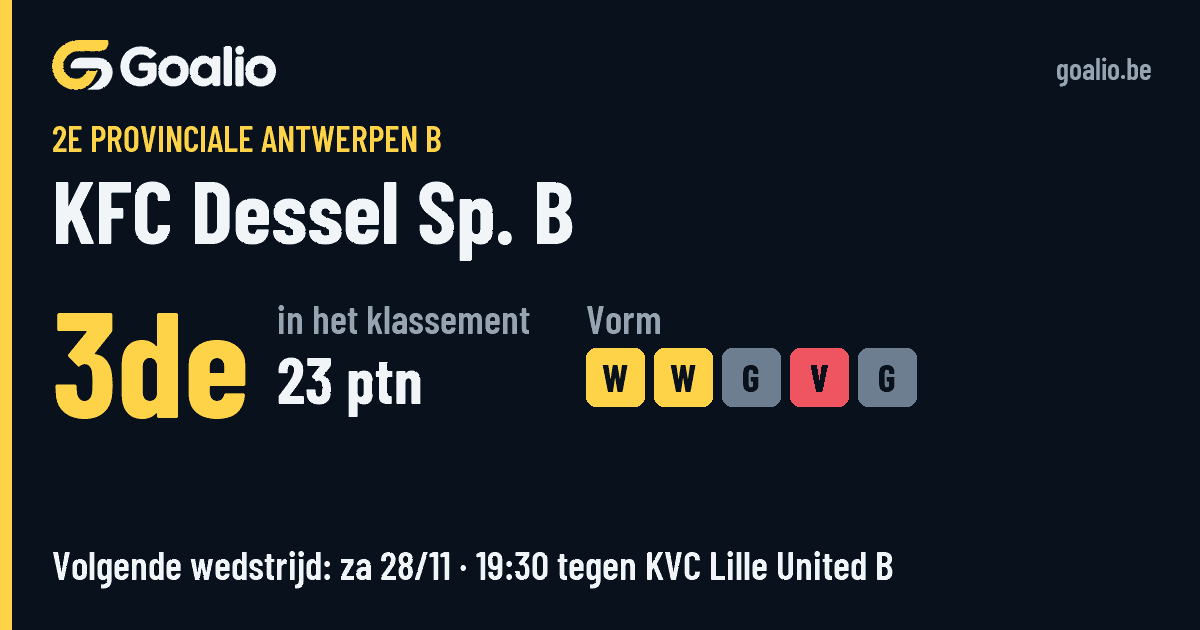 Goalio
goalio.be
2E PROVINCIALE ANTWERPEN B
KFC Dessel Sp. B
3de
in het klassement
23 ptn
Vorm
W W G V G
Volgende wedstrijd: za 28/11 · 19:30 tegen KVC Lille United B